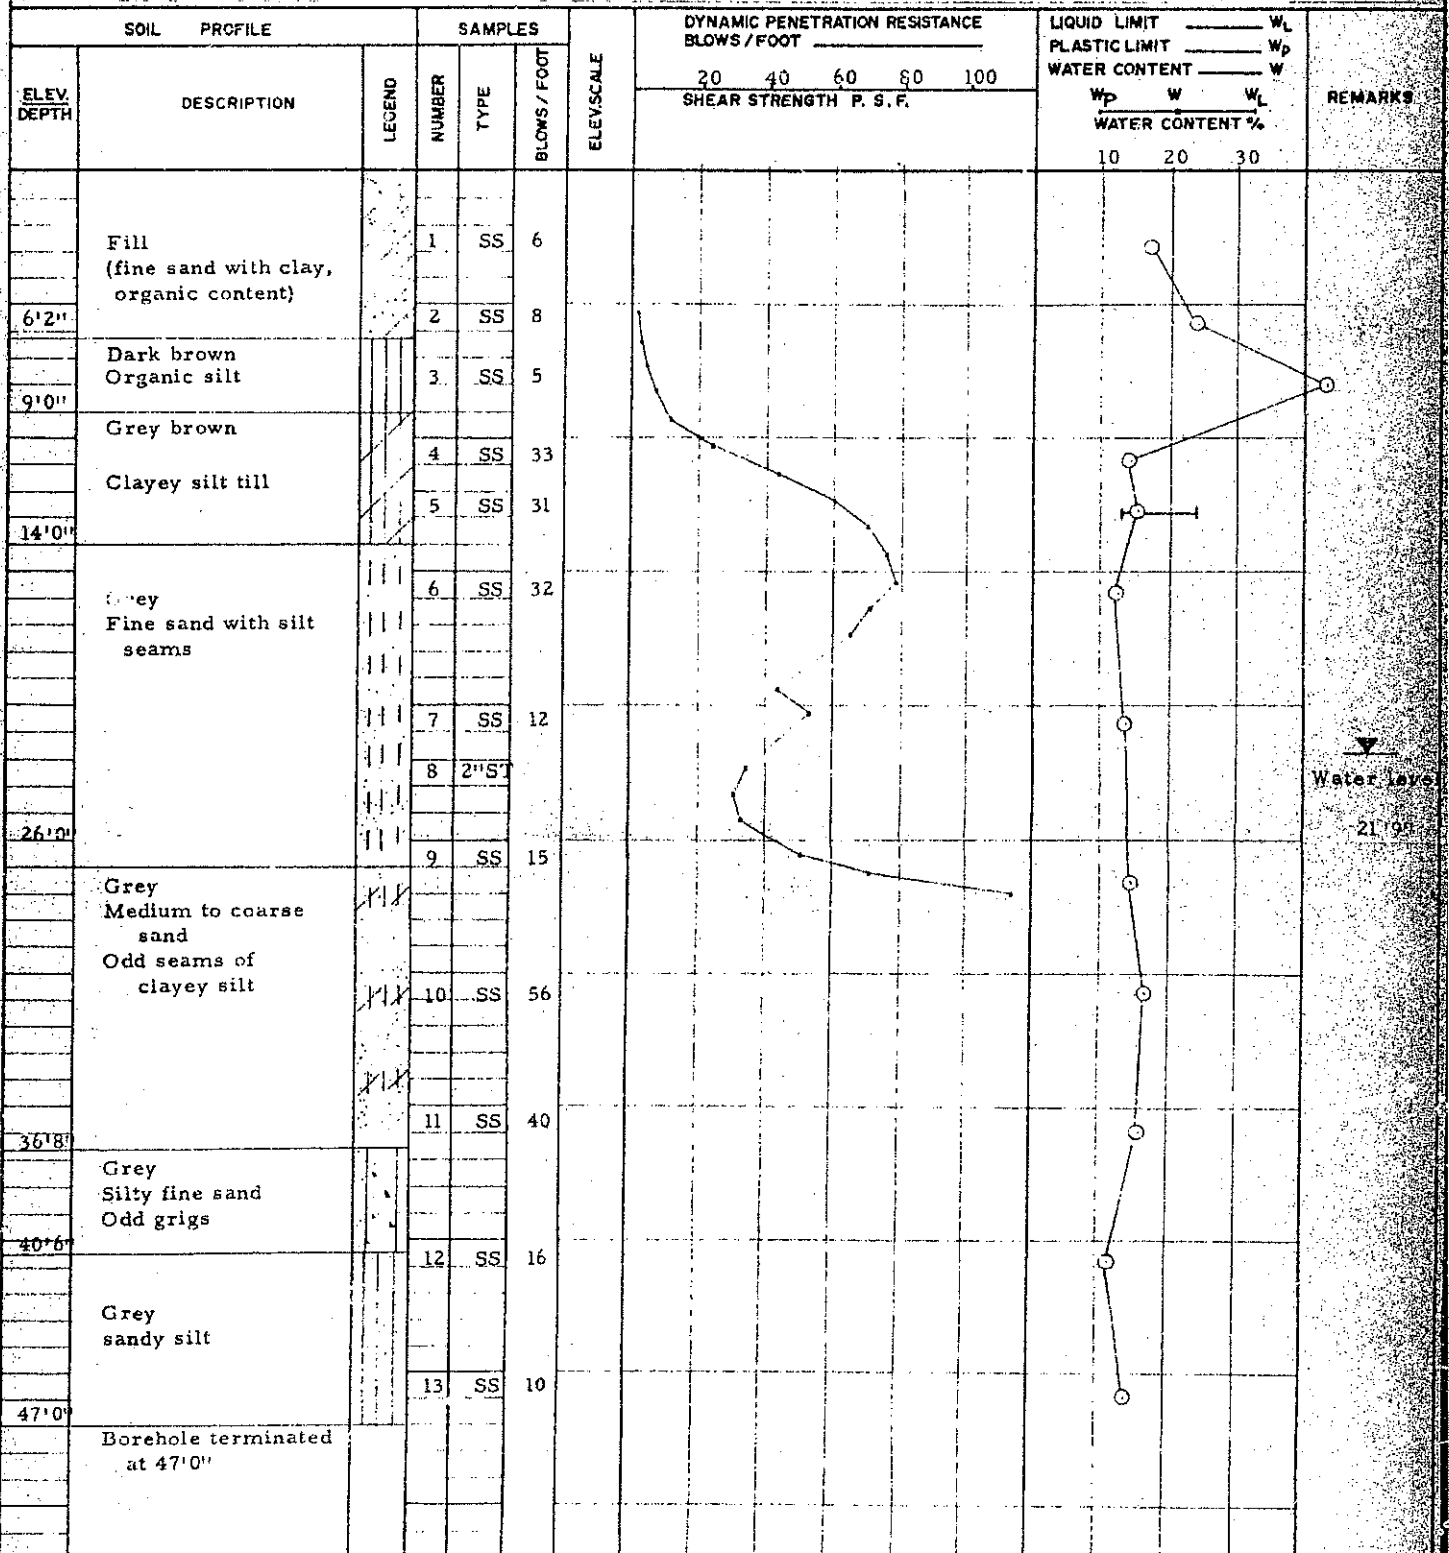 SOIL PROFILE
SAMPLES
ELEV. DEPTH
DESCRIPTION
LEGEND
NUMBER
TYPE
BLOWS / FOOT
ELEV. SCALE
DYNAMIC PENETRATION RESISTANCE
BLOWS / FOOT
20 40 60 80 100
SHEAR STRENGTH P. S. F.
LIQUID LIMIT WL
PLASTIC LIMIT Wp
WATER CONTENT W
WP W WL
WATER CONTENT %
10 20 30
REMARKS
Fill
(fine sand with clay,
organic content)
1 SS 6
6'2"
2 SS 8
Dark brown
Organic silt
3 SS 5
9'0"
Grey brown
4 SS 33
Clayey silt till
5 SS 31
14'0"
6 SS 32
Fine sand with silt
seams
7 SS 12
8 2"ST
Water level
21'9"
26'0"
9 SS 15
Grey
Medium to coarse
sand
Odd seams of
clayey silt
10 SS 56
11 SS 40
36'8"
Grey
Silty fine sand
Odd grigs
40'6"
12 SS 16
Grey
sandy silt
13 SS 10
47'0"
Borehole terminated
at 47'0"